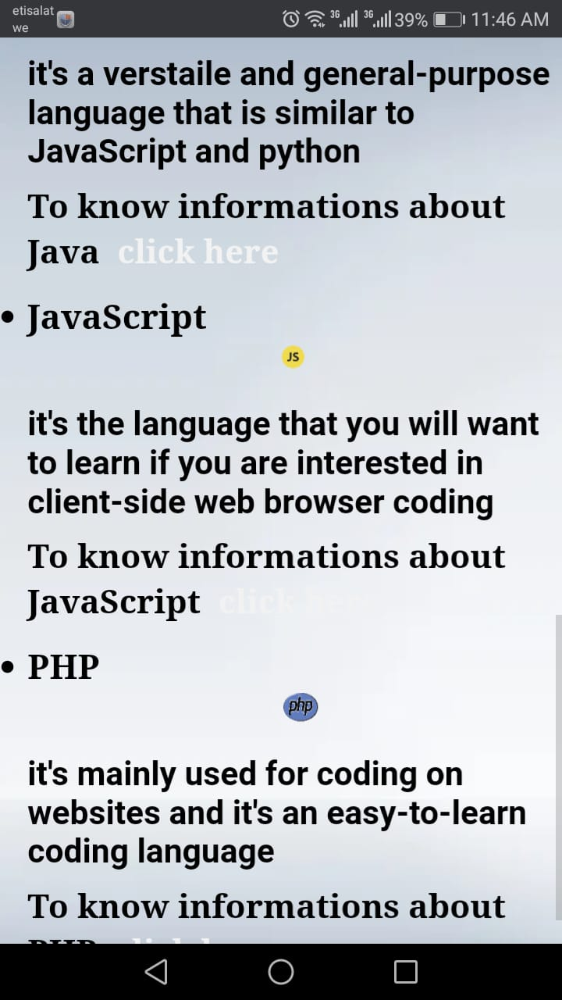 etisalat
we
3G 3G 39% 11:46 AM
it's a verstaile and general-purpose
language that is similar to
JavaScript and python
To know informations about
Java click here
• JavaScript
JS
it's the language that you will want
to learn if you are interested in
client-side web browser coding
To know informations about
JavaScript click here
• PHP
php
it's mainly used for coding on
websites and it's an easy-to-learn
coding language
To know informations about